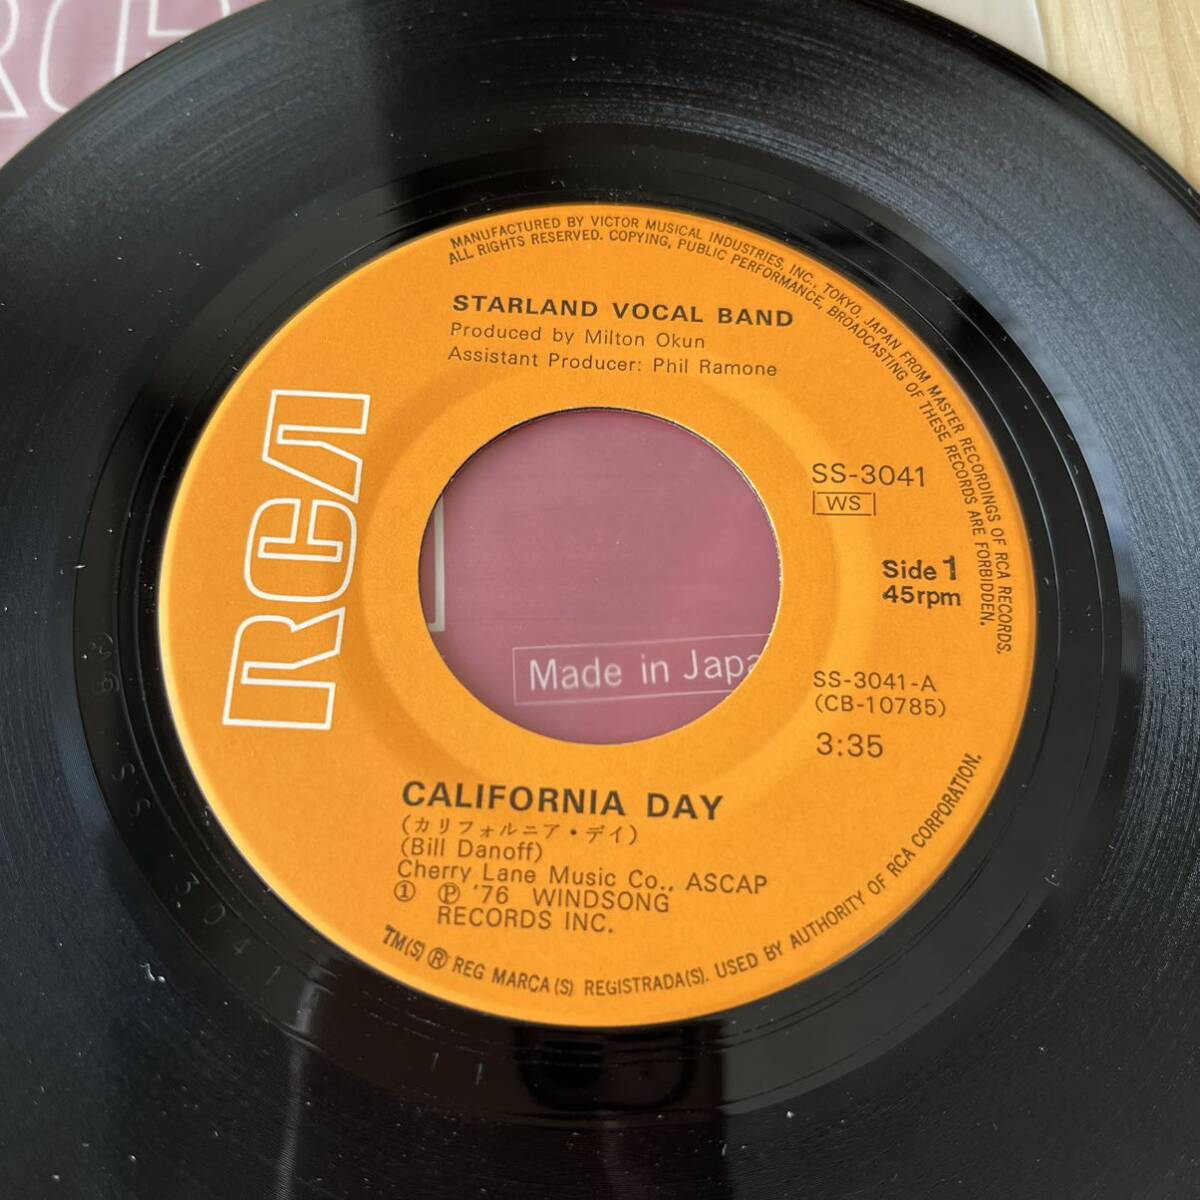 MANUFACTURED BY VICTOR MUSICAL INDUSTRIES, INC., TOKYO, JAPAN FROM MASTER RECORDINGS OF RCA RECORDS.
ALL RIGHTS RESERVED. COPYING, PUBLIC PERFORMANCE, BROADCASTING OF THESE RECORDS ARE FORBIDDEN.
STARLAND VOCAL BAND
Produced by Milton Okun
Assistant Producer: Phil Ramone
RCA
SS-3041
WS
Side 1
45rpm
Made in Japa
SS-3041-A
(CB-10785)
3:35
CALIFORNIA DAY
(カリフォルニア・デイ)
(Bill Danoff)
Cherry Lane Music Co., ASCAP
① Ⓟ '76 WINDSONG
RECORDS INC.
TM(S) ® REG MARCA(S) REGISTRADA(S). USED BY AUTHORITY OF RCA CORPORATION.